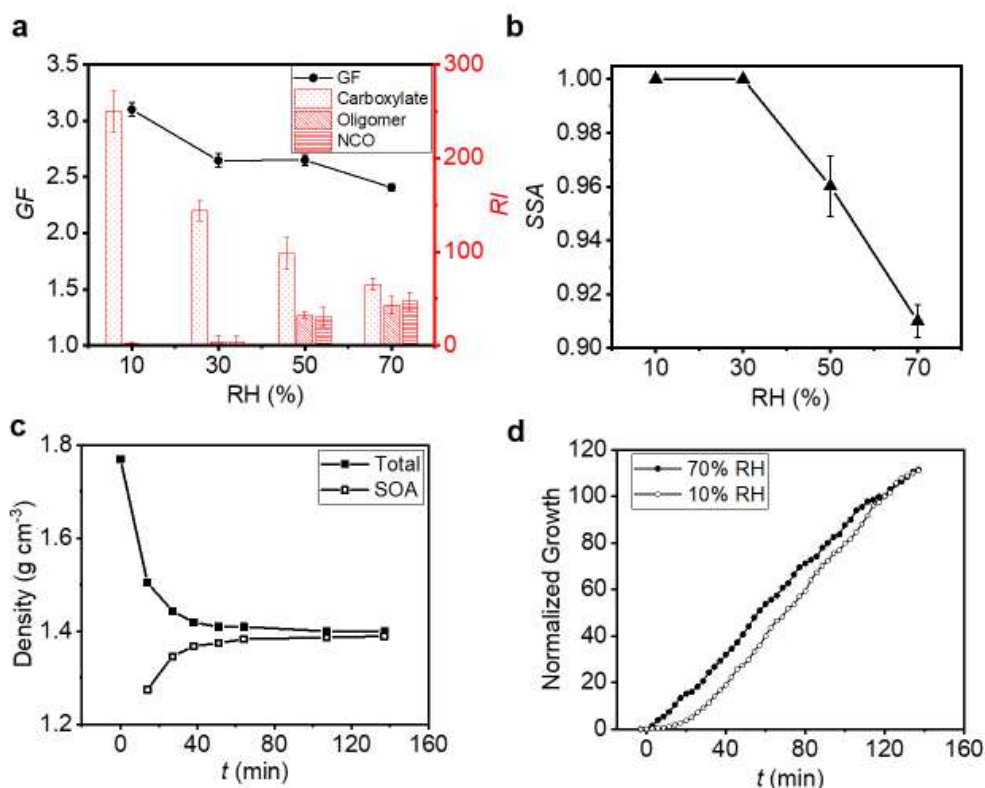 a
3.5
3.0
2.5
2.0
1.5
1.0
GF
10
30
50
70
RH (%)
300
200
100
0
RI
GF
Carboxylate
Oligomer
NCO
b
1.00
0.98
0.96
0.94
0.92
0.90
SSA
10
30
50
70
RH (%)
c
1.8
1.6
1.4
1.2
Density (g cm-3)
0
40
80
120
160
t (min)
Total
SOA
d
120
100
80
60
40
20
0
Normalized Growth
0
40
80
120
160
t (min)
70% RH
10% RH